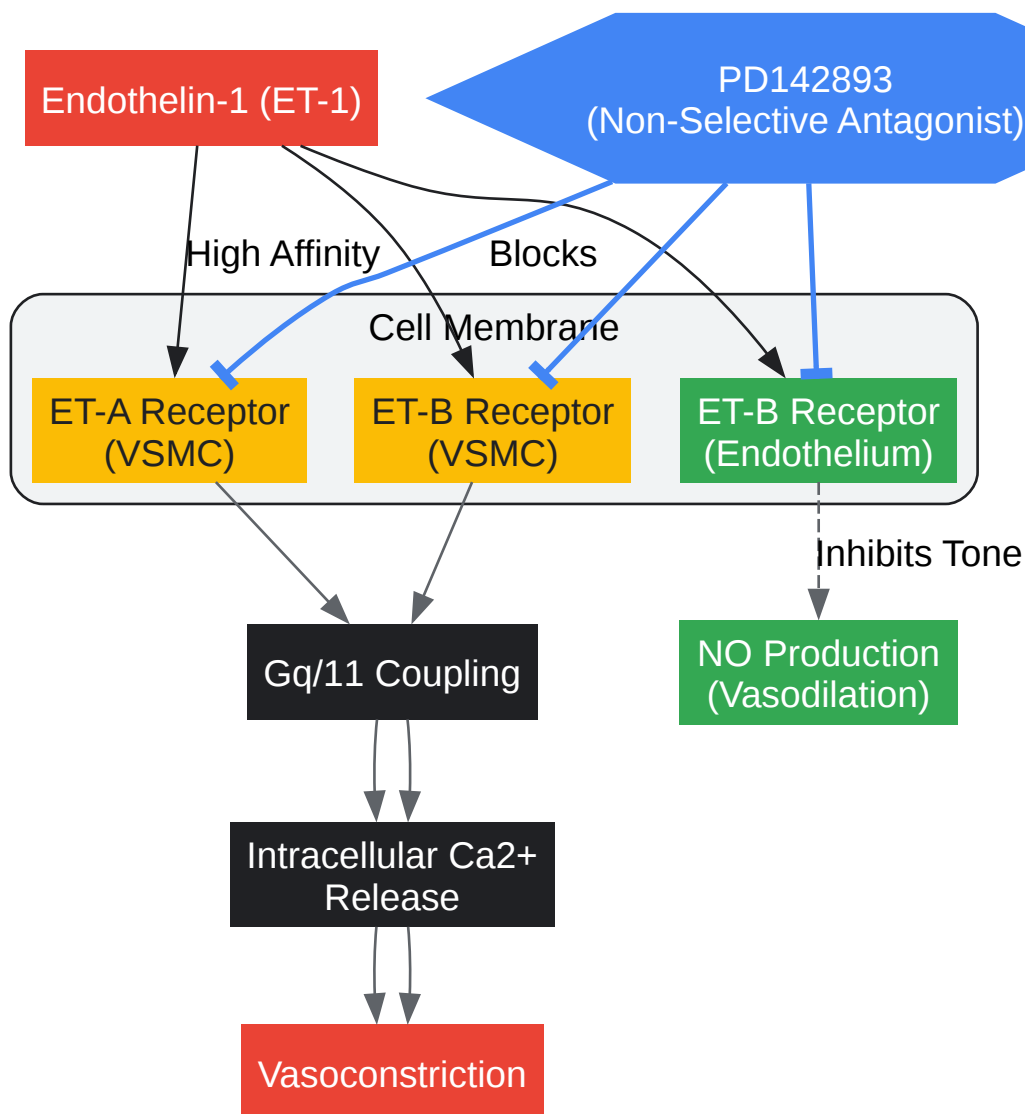 Endothelin-1 (ET-1)
PD142893
(Non-Selective Antagonist)
High Affinity
Blocks
Cell Membrane
ET-A Receptor
(VSMC)
ET-B Receptor
(VSMC)
ET-B Receptor
(Endothelium)
Inhibits Tone
Gq/11 Coupling
NO Production
(Vasodilation)
Intracellular Ca2+
Release
Vasoconstriction